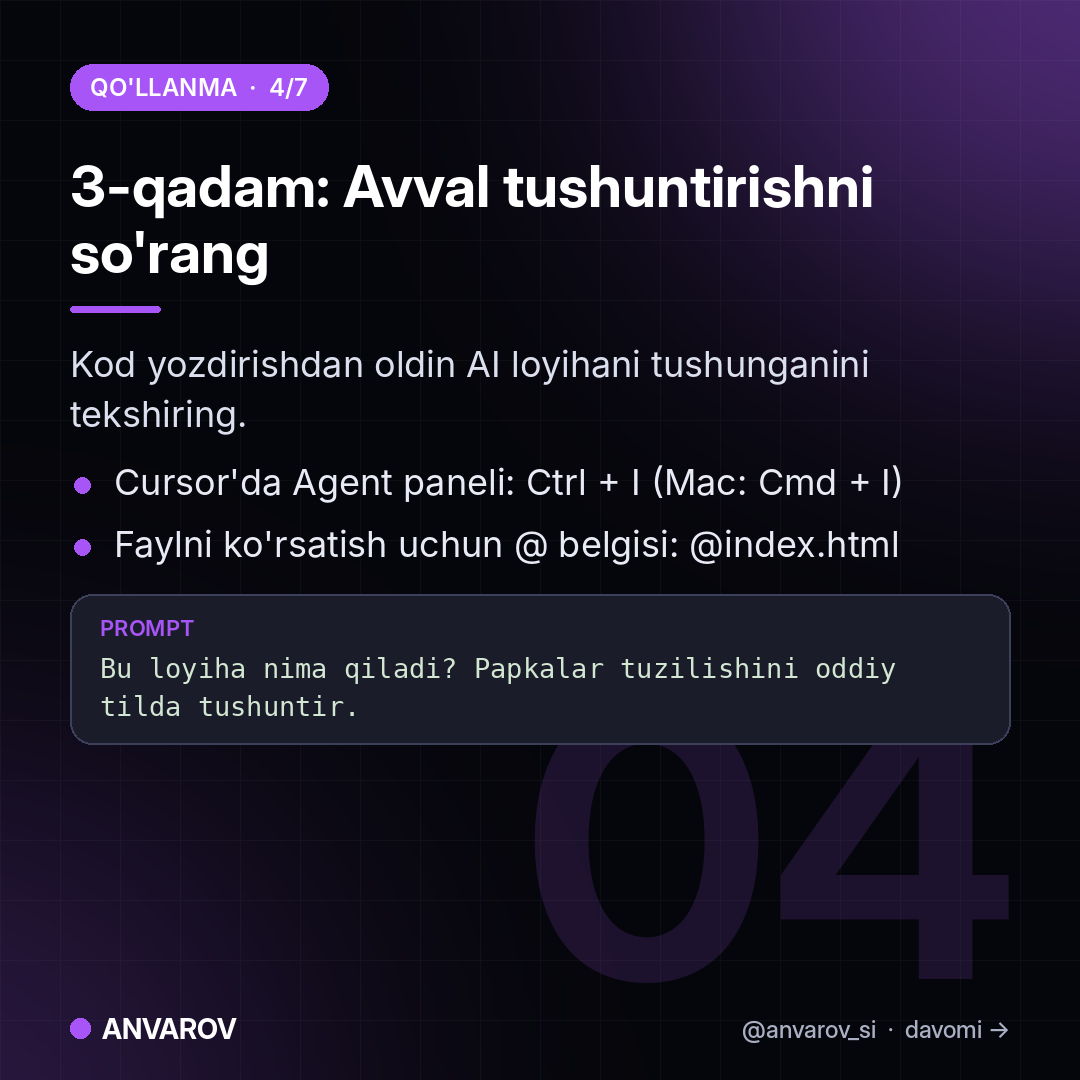 QO'LLANMA · 4/7
3-qadam: Avval tushuntirishni
so'rang
Kod yozdirishdan oldin AI loyihani tushunganini
tekshiring.
Cursor'da Agent paneli: Ctrl + I (Mac: Cmd + I)
Faylni ko'rsatish uchun @ belgisi: @index.html
PROMPT
Bu loyiha nima qiladi? Papkalar tuzilishini oddiy
tilda tushuntir.
04
ANVAROV
@anvarov_si · davomi →